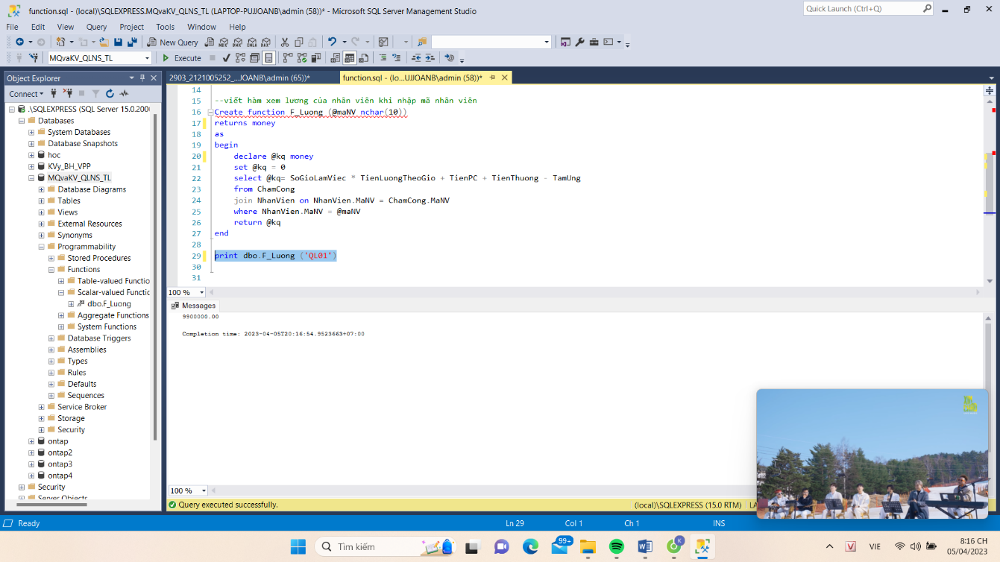 function.sql - (local)\SQLEXPRESS.MQvaKV_QLNS_TL (LAPTOP-PUJJOANB\admin (58))* - Microsoft SQL Server Management Studio
Quick Launch (Ctrl+Q)
File Edit View Query Project Tools Window Help
New Query
MDX DMX XMLA DAX
MQvaKV_QLNS_TL Execute
Object Explorer
Connect
.\SQLEXPRESS (SQL Server 15.0.200
Databases
System Databases
Database Snapshots
hoc
KVy_BH_VPP
MQvaKV_QLNS_TL
Database Diagrams
Tables
Views
External Resources
Synonyms
Programmability
Stored Procedures
Functions
Table-valued Functio
Scalar-valued Functic
dbo.F_Luong
Aggregate Functions
System Functions
Database Triggers
Assemblies
Types
Rules
Defaults
Sequences
Service Broker
Storage
Security
ontap
ontap2
ontap3
ontap4
Security
Server Objects
2903_2121005252_...JOANB\admin (65))*
function.sql - (lo...UJJOANB\admin (58))*
14
15 --viết hàm xem lương của nhân viên khi nhập mã nhân viên
16 Create function F_Luong (@maNV nchar(10))
17 returns money
18 as
19 begin
20 declare @kq money
21 set @kq = 0
22 select @kq= SoGioLamViec * TienLuongTheoGio + TienPC + TienThuong - TamUng
23 from ChamCong
24 join NhanVien on NhanVien.MaNV = ChamCong.MaNV
25 where NhanVien.MaNV = @maNV
26 return @kq
27 end
28
29 print dbo.F_Luong ('QL01')
30
31
100 %
Messages
9900000.00
Completion time: 2023-04-05T20:16:54.9523663+07:00
100 %
Query executed successfully.
(local)\SQLEXPRESS (15.0 RTM) LA
Ready
Ln 29 Col 1 Ch 1 INS
Tìm kiếm
99+
K
V
VIE
8:16 CH
05/04/2023